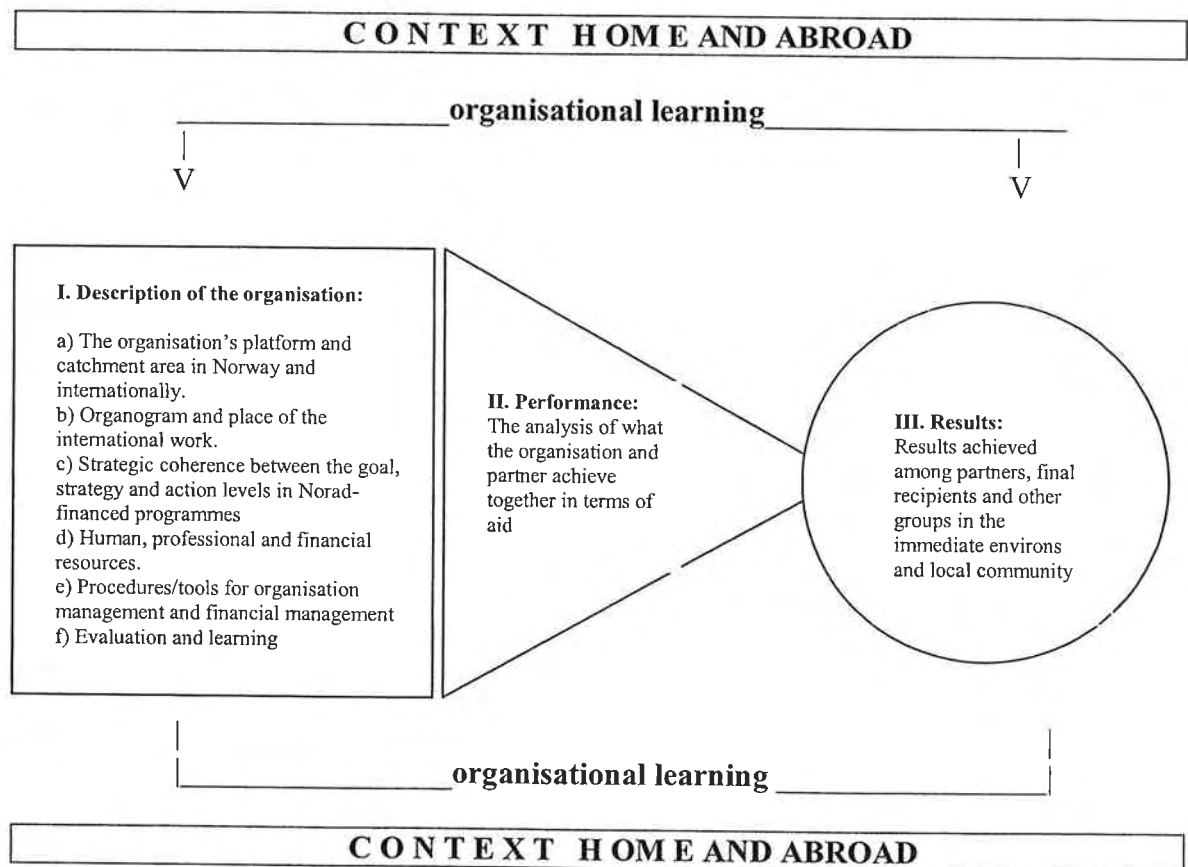 CONTEXT HOME AND ABROAD
organisational learning
V
V
I. Description of the organisation:
a) The organisation's platform and
catchment area in Norway and
internationally.
b) Organogram and place of the
international work.
c) Strategic coherence between the goal,
strategy and action levels in Norad-
financed programmes
d) Human, professional and financial
resources.
e) Procedures/tools for organisation
management and financial management
f) Evaluation and learning
II. Performance:
The analysis of what
the organisation and
partner achieve
together in terms of
aid
III. Results:
Results achieved
among partners, final
recipients and other
groups in the
immediate environs
and local community
organisational learning
CONTEXT HOME AND ABROAD